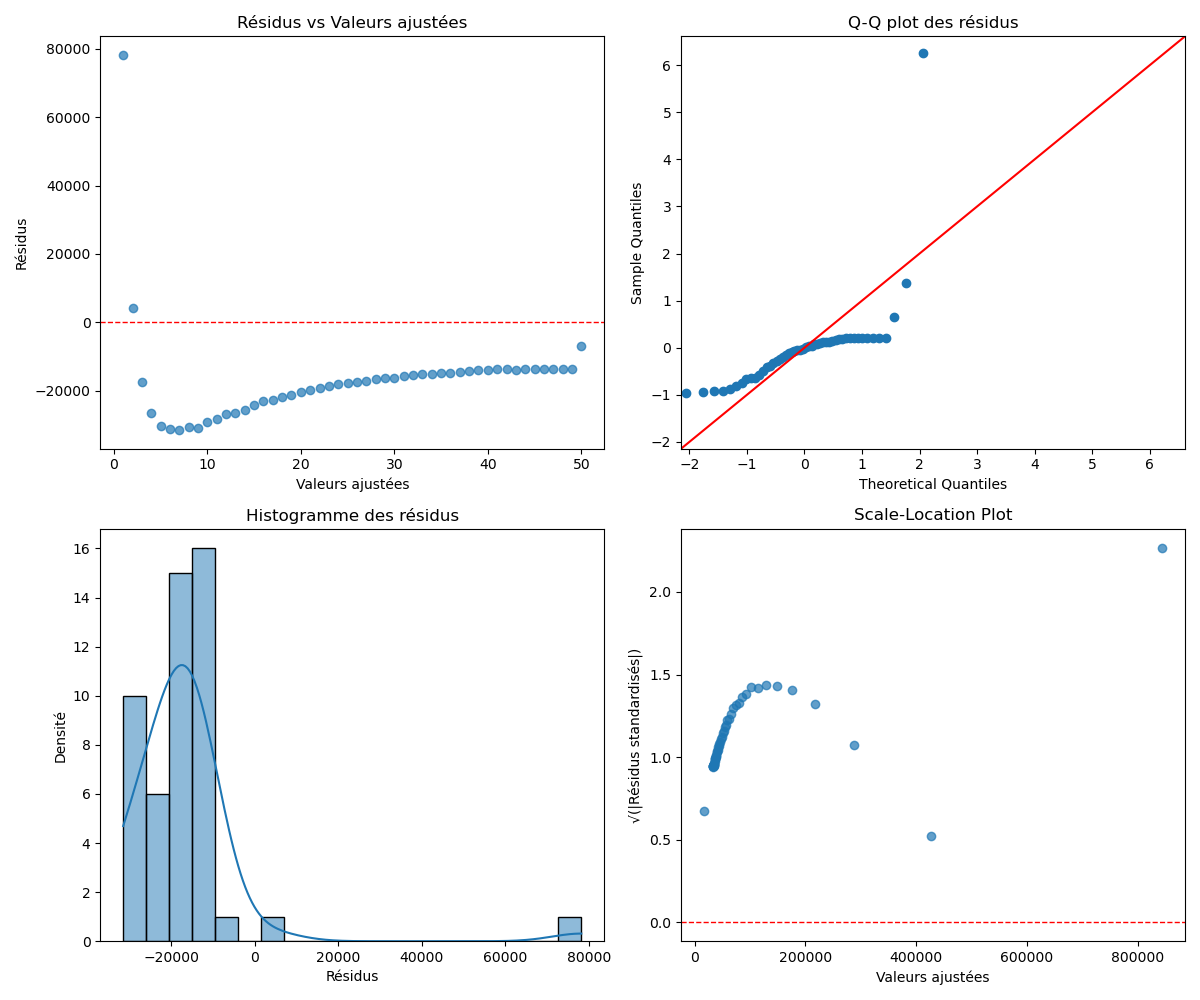 Résidus vs Valeurs ajustées
80000
60000
40000
20000
0
−20000
Résidus
0 10 20 30 40 50
Valeurs ajustées
Q-Q plot des résidus
6
5
4
3
2
1
0
−1
−2
Sample Quantiles
−2 −1 0 1 2 3 4 5 6
Theoretical Quantiles
Histogramme des résidus
16
14
12
10
8
6
4
2
0
Densité
−20000 0 20000 40000 60000 80000
Résidus
Scale-Location Plot
2.0
1.5
1.0
0.5
0.0
√(|Résidus standardisés|)
0 200000 400000 600000 800000
Valeurs ajustées